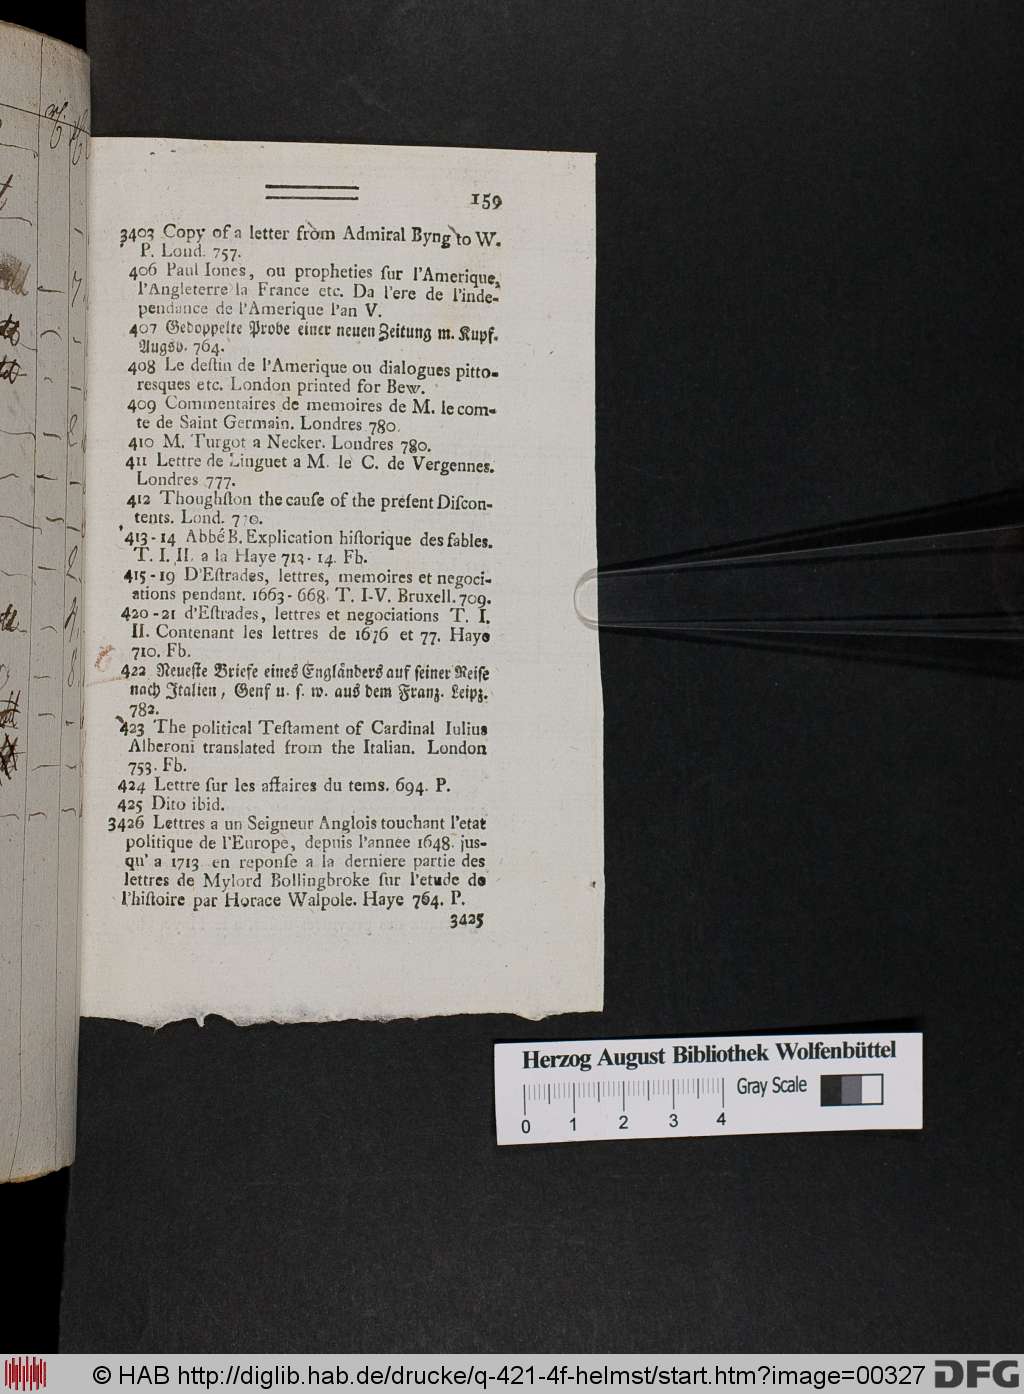 159
3403 Copy of a letter from Admiral Byng to W.
P. Lond. 757.
406 Paul Iones, ou propheties ſur l'Amerique,
l'Angleterre la France etc. Da l'ere de l'inde-
pendance de l'Amerique l'an V.
407 Gedoppelte Probe einer neuen Zeitung m. Kupf.
Augsb. 764.
408 Le deſtin de l'Amerique ou dialogues pitto-
resques etc. London printed for Bew.
409 Commentaires de memoires de M. le com-
te de Saint Germain. Londres 780.
410 M. Turgot a Necker. Londres 780.
411 Lettre de Linguet a M. le C. de Vergennes.
Londres 777.
412 Thoughſton the cauſe of the preſent Diſcon-
tents. Lond. 770.
413-14 Abbé B. Explication hiſtorique des fables.
T. I. II. a la Haye 713-14. Fb.
415-19 D'Eſtrades, lettres, memoires et negoci-
ations pendant. 1663-668. T. I-V. Bruxell. 709.
420-21 d'Eſtrades, lettres et negociations T. I.
II. Contenant les lettres de 1676 et 77. Haye
710. Fb.
422 Neueſte Briefe eines Engländers auf ſeiner Reiſe
nach Italien, Genf u. ſ. w. aus dem Franz. Leipz.
782.
423 The political Teſtament of Cardinal Iulius
Alberoni translated from the Italian. London
753. Fb.
424 Lettre ſur les affaires du tems. 694. P.
425 Dito ibid.
3426 Lettres a un Seigneur Anglois touchant l'etat
politique de l'Europe, depuis l'annee 1648. jus-
qu' a 1713 en reponſe a la derniere partie des
lettres de Mylord Bollingbroke ſur l'etude de
l'hiſtoire par Horace Walpole. Haye 764. P.
3425
Herzog August Bibliothek Wolfenbüttel
Gray Scale
0 1 2 3 4
© HAB http://diglib.hab.de/drucke/q-421-4f-helmst/start.htm?image=00327
DFG